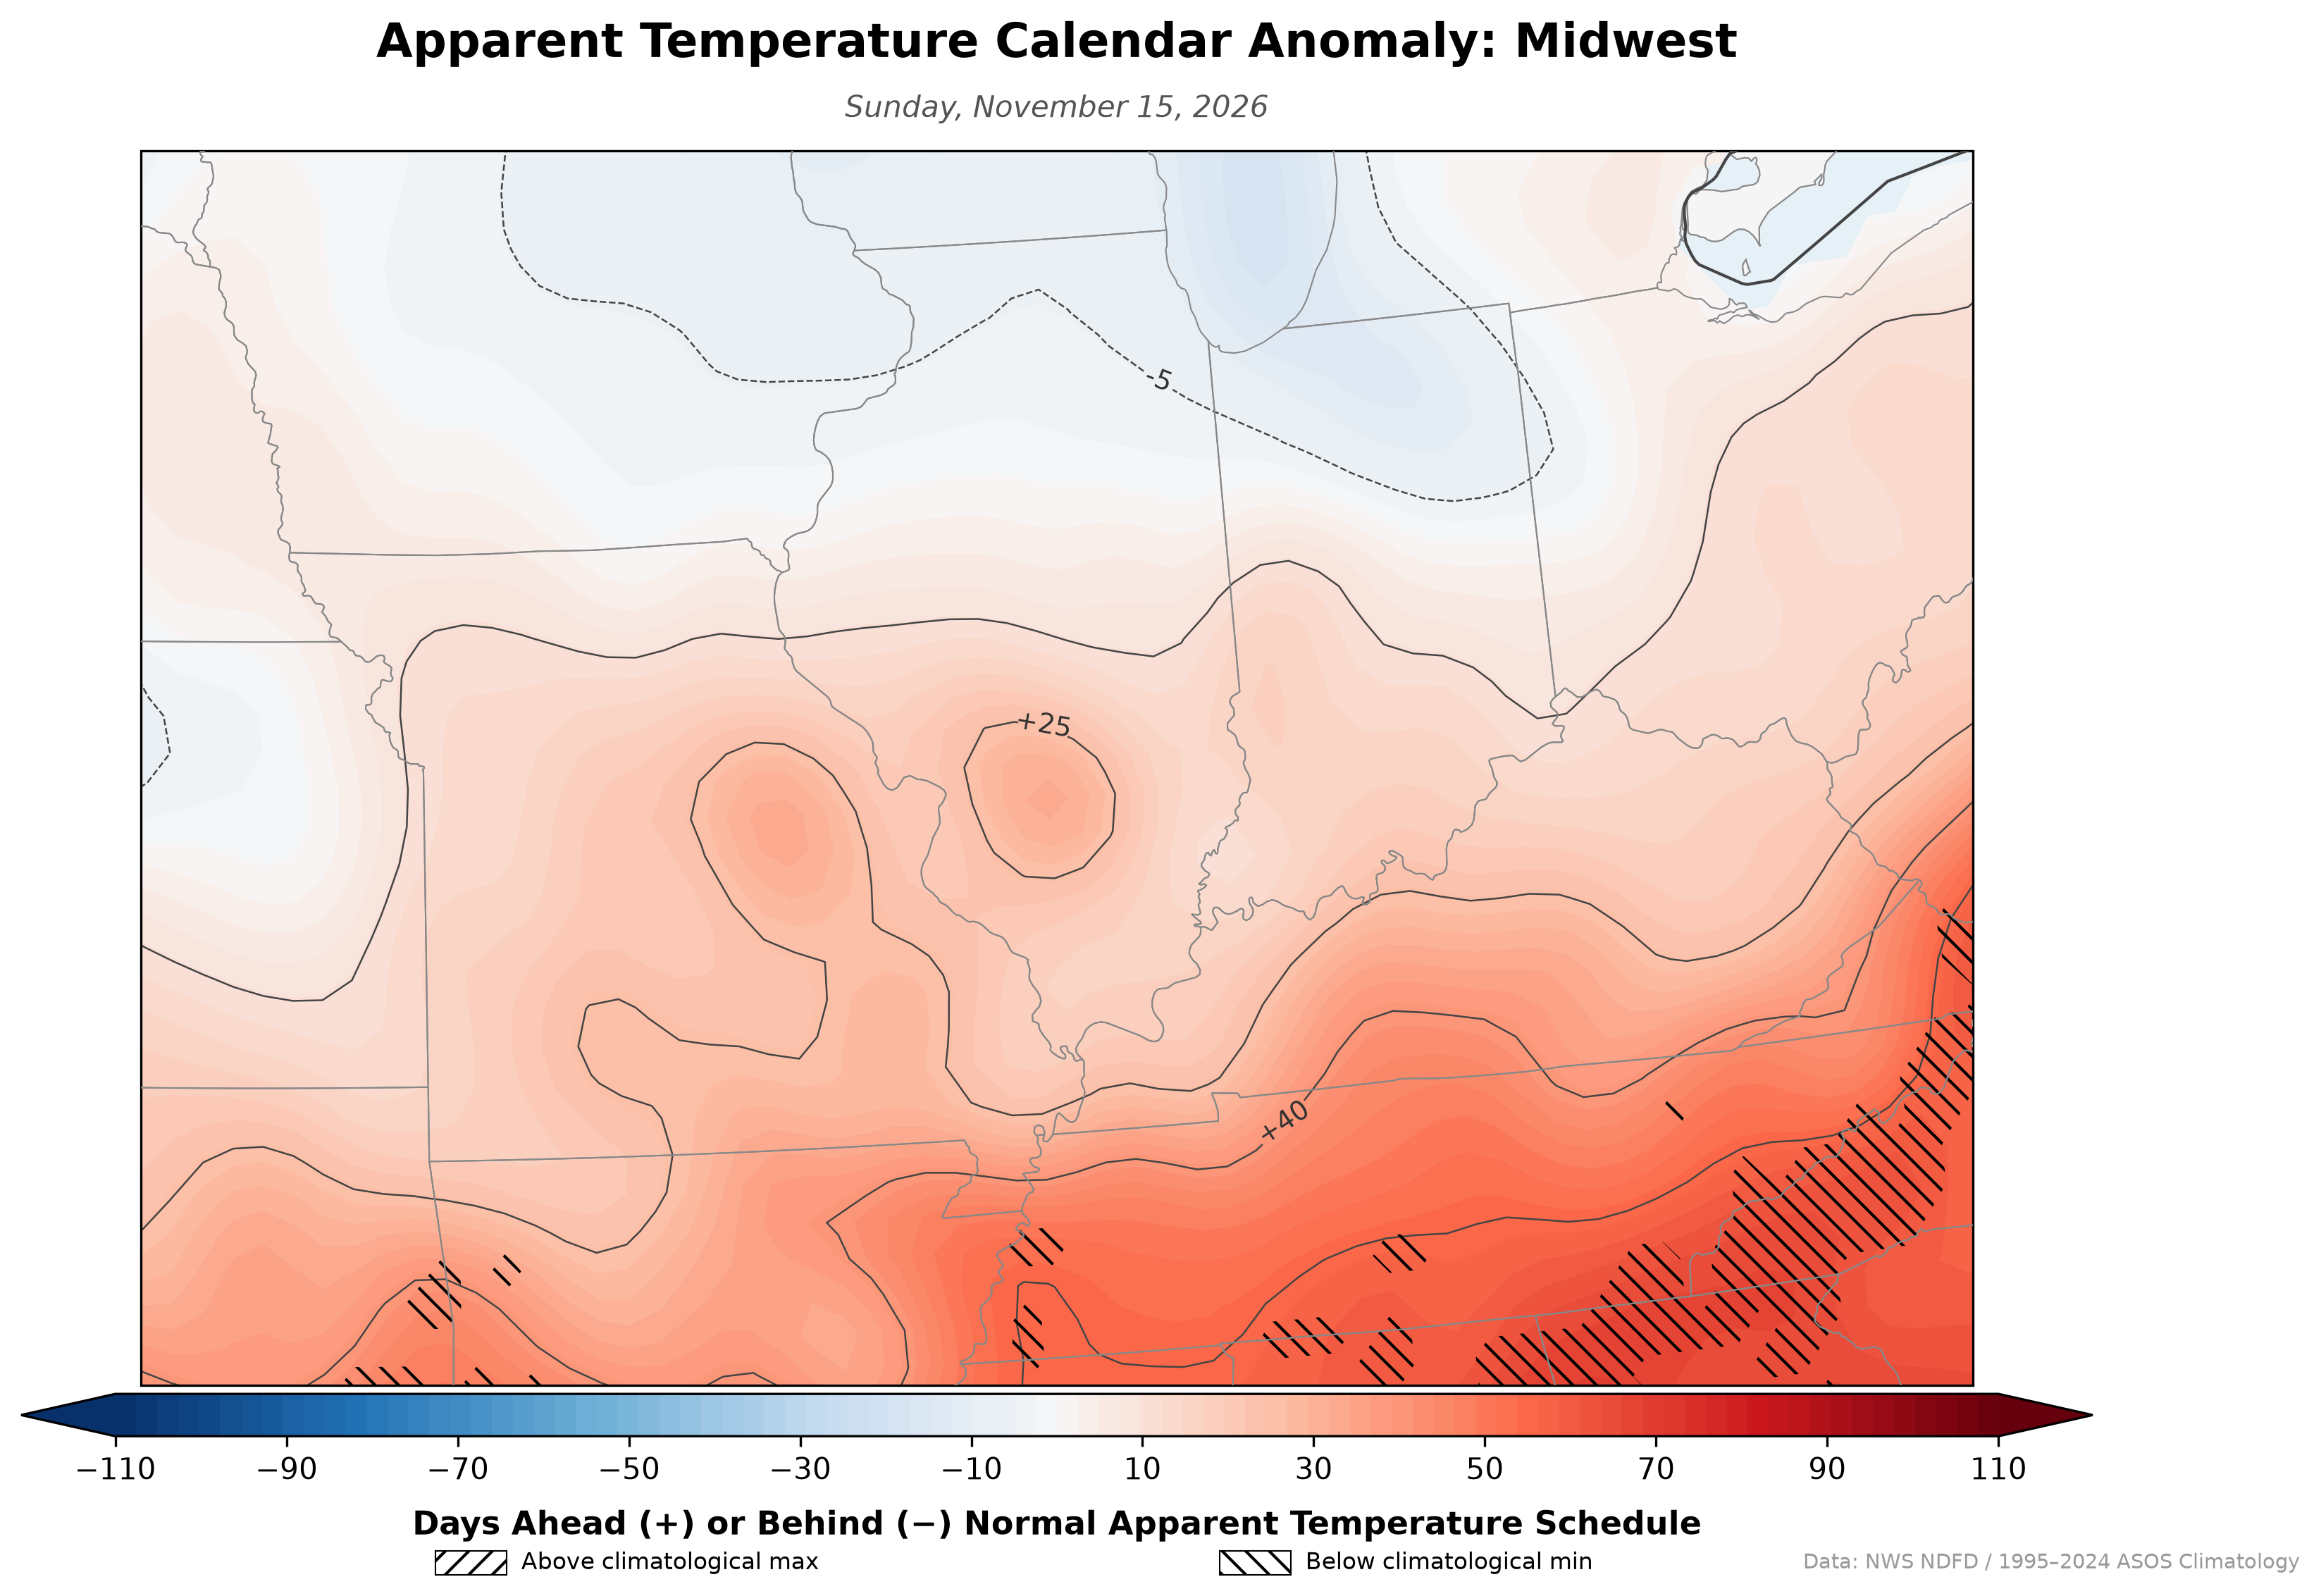 Apparent Temperature Calendar Anomaly: Midwest
Sunday, November 15, 2026
-5
+25
+40
−110 −90 −70 −50 −30 −10 10 30 50 70 90 110
Days Ahead (+) or Behind (−) Normal Apparent Temperature Schedule
Above climatological max
Below climatological min
Data: NWS NDFD / 1995–2024 ASOS Climatology